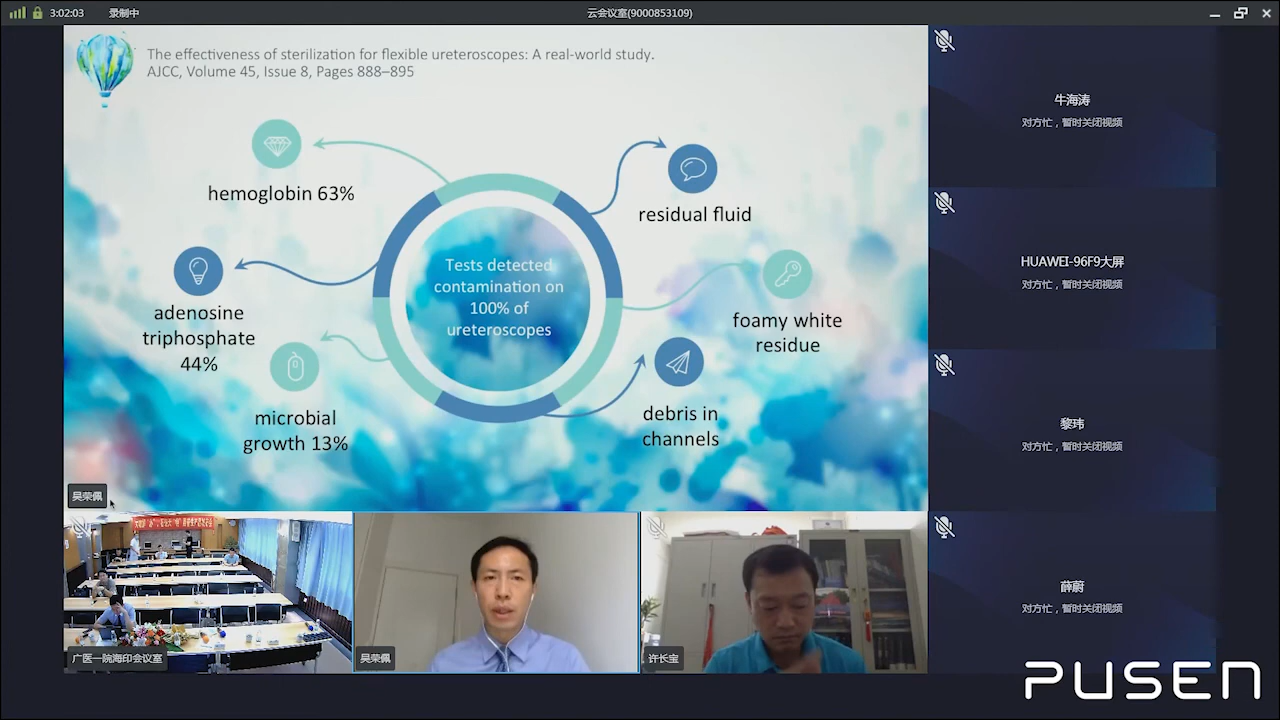 3:02:03
录制中
云会议室(9000853109)
The effectiveness of sterilization for flexible ureteroscopes: A real-world study.
AJCC, Volume 45, Issue 8, Pages 888–895
hemoglobin 63%
residual fluid
adenosine
triphosphate
44%
Tests detected
contamination on
100% of
ureteroscopes
foamy white
residue
microbial
growth 13%
debris in
channels
吴荣佩
牛海涛
对方忙，暂时关闭视频
HUAWEI-96F9大屏
对方忙，暂时关闭视频
黎玮
对方忙，暂时关闭视频
薛蔚
对方忙，暂时关闭视频
广医一院海印会议室
吴荣佩
许长宝
PUSEN